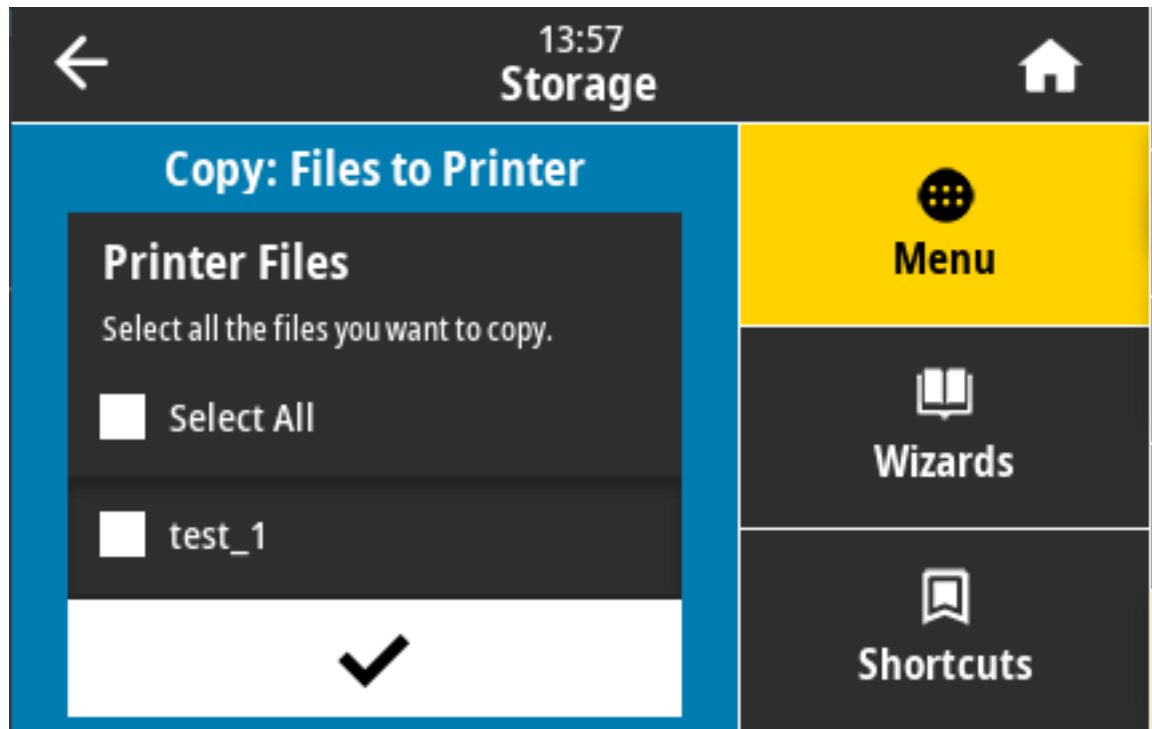 13:57
Storage
Copy: Files to Printer
Printer Files
Select all the files you want to copy.
Select All
test_1
Menu
Wizards
Shortcuts